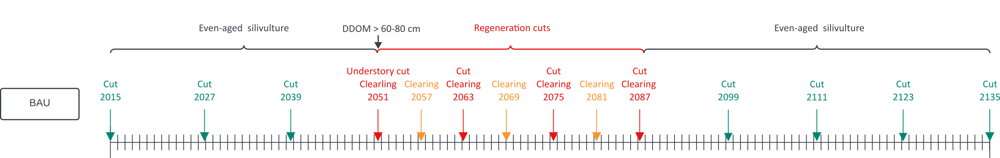 Even-aged silivulture
DDOM > 60-80 cm
Regeneration cuts
Even-aged silivulture
Understory cut
Cut
Cut
Cut
Cut
Cut
Cut
Clearling
Clearing
Clearing
Clearing
Clearing
Clearing
Clearing
Cut
Cut
Cut
Cut
2015
2027
2039
2051
2057
2063
2069
2075
2081
2087
2099
2111
2123
2135
BAU